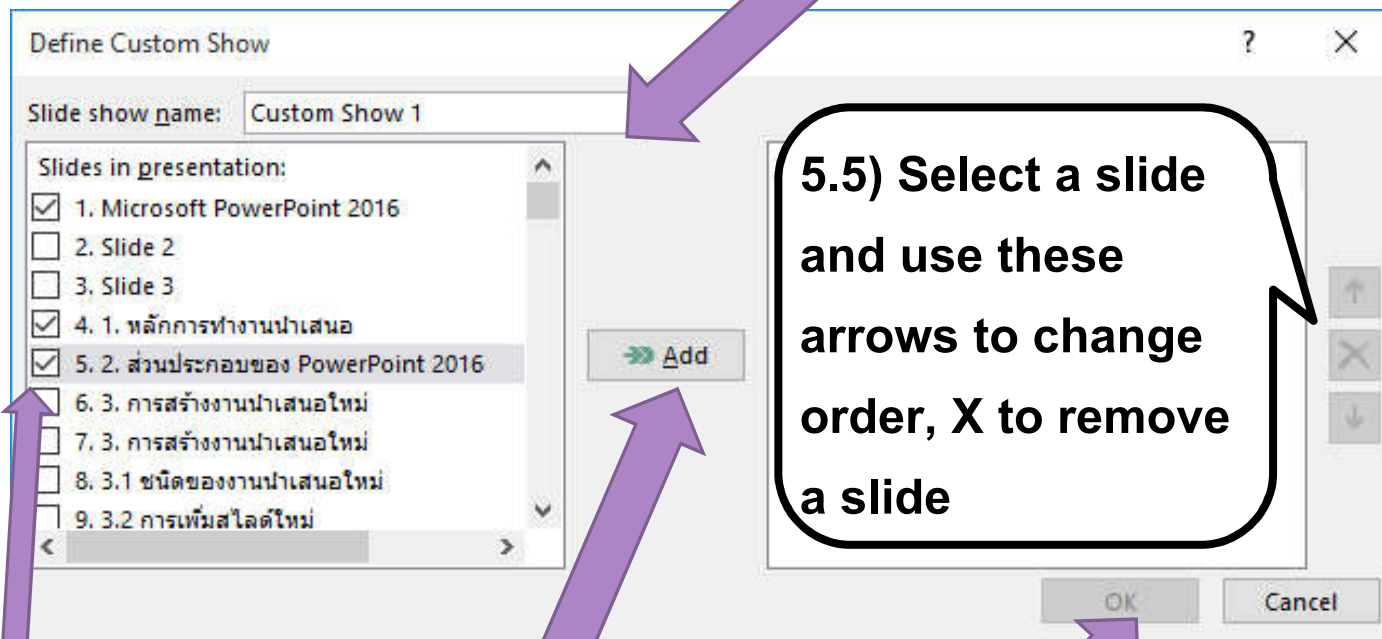 Define Custom Show
?
Slide show name: Custom Show 1
Slides in presentation:
1. Microsoft PowerPoint 2016
2. Slide 2
3. Slide 3
4. 1. หลักการทำงานนำเสนอ
5. 2. ส่วนประกอบของ PowerPoint 2016
6. 3. การสร้างงานนำเสนอใหม่
7. 3. การสร้างงานนำเสนอใหม่
8. 3.1 ชนิดของงานนำเสนอใหม่
9. 3.2 การเพิ่มสไลด์ใหม่
Add
5.5) Select a slide
and use these
arrows to change
order, X to remove
a slide
OK
Cancel